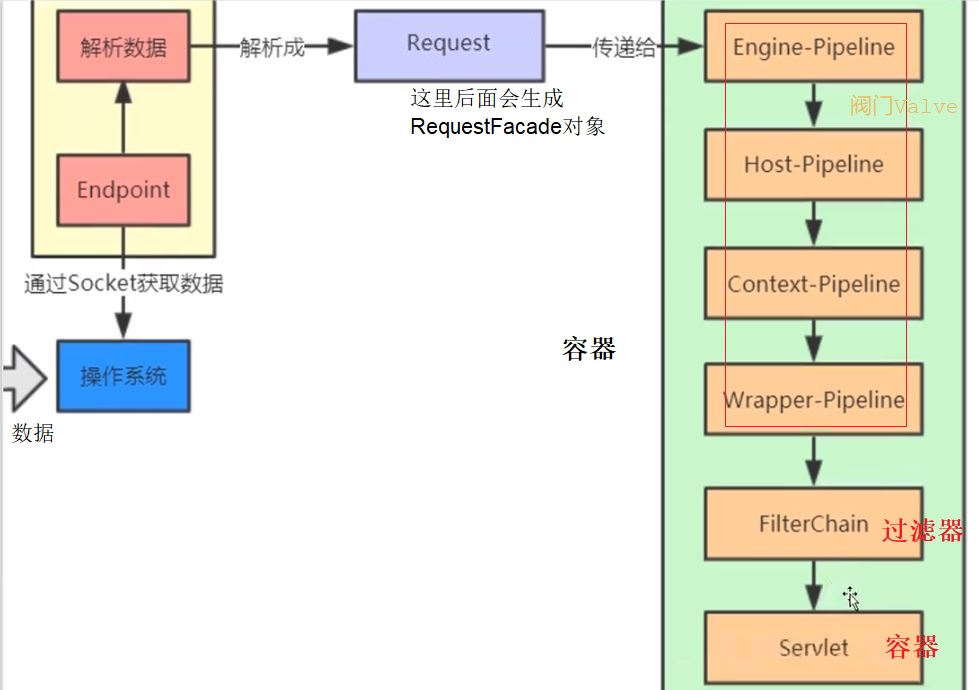 解析数据
解析成
Request
传递给
Engine-Pipeline
这里后面会生成
RequestFacade对象
阀门Valve
Host-Pipeline
Endpoint
通过Socket获取数据
Context-Pipeline
容器
操作系统
Wrapper-Pipeline
数据
FilterChain
过滤器
Servlet
容器